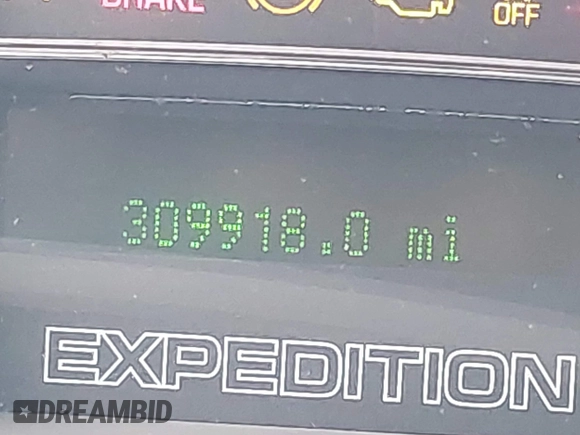 BRAKE
OFF
309918.0 mi
EXPEDITION
DREAMBID